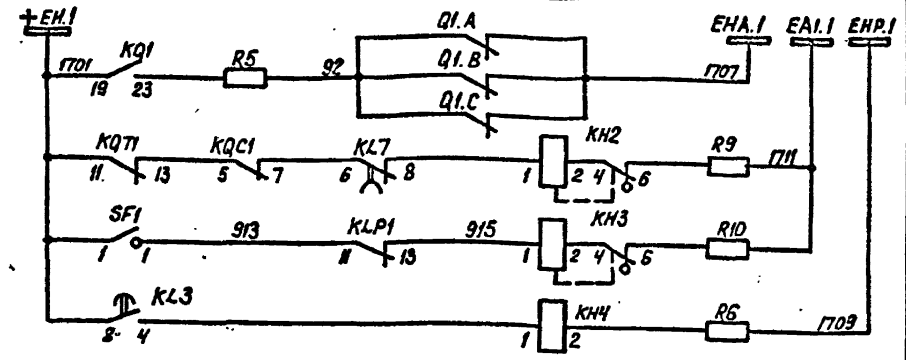 +EH.1 EHA.1 EA1.1 EHP.1
Q1.A
1701 KQ1 R5 92 Q1.B 1707
19 23
Q1.C
KQT1 KQC1 KL7 KH2 R9 1711
11 13 5 7 6 8 1 2 4 6
SF1 913 KLP1 915 KH3 R10
1 1 11 13 1 2 4 6
KL3 KH4 R6 1709
8 4 1 2